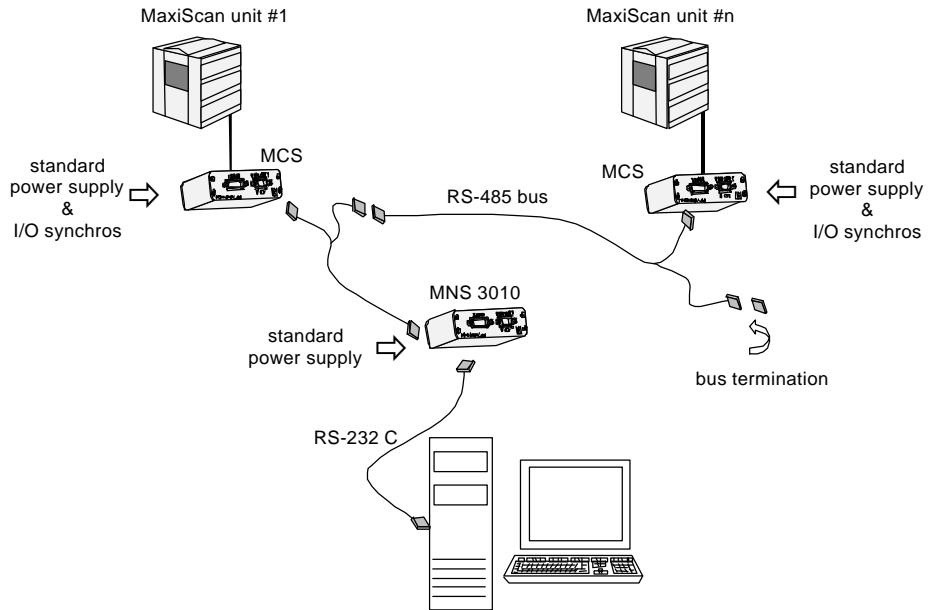 MaxiScan unit #1
MaxiScan unit #n
MCS
MCS
standard
power supply
&
I/O synchros
standard
power supply
&
I/O synchros
RS-485 bus
MNS 3010
standard
power supply
bus termination
RS-232 C